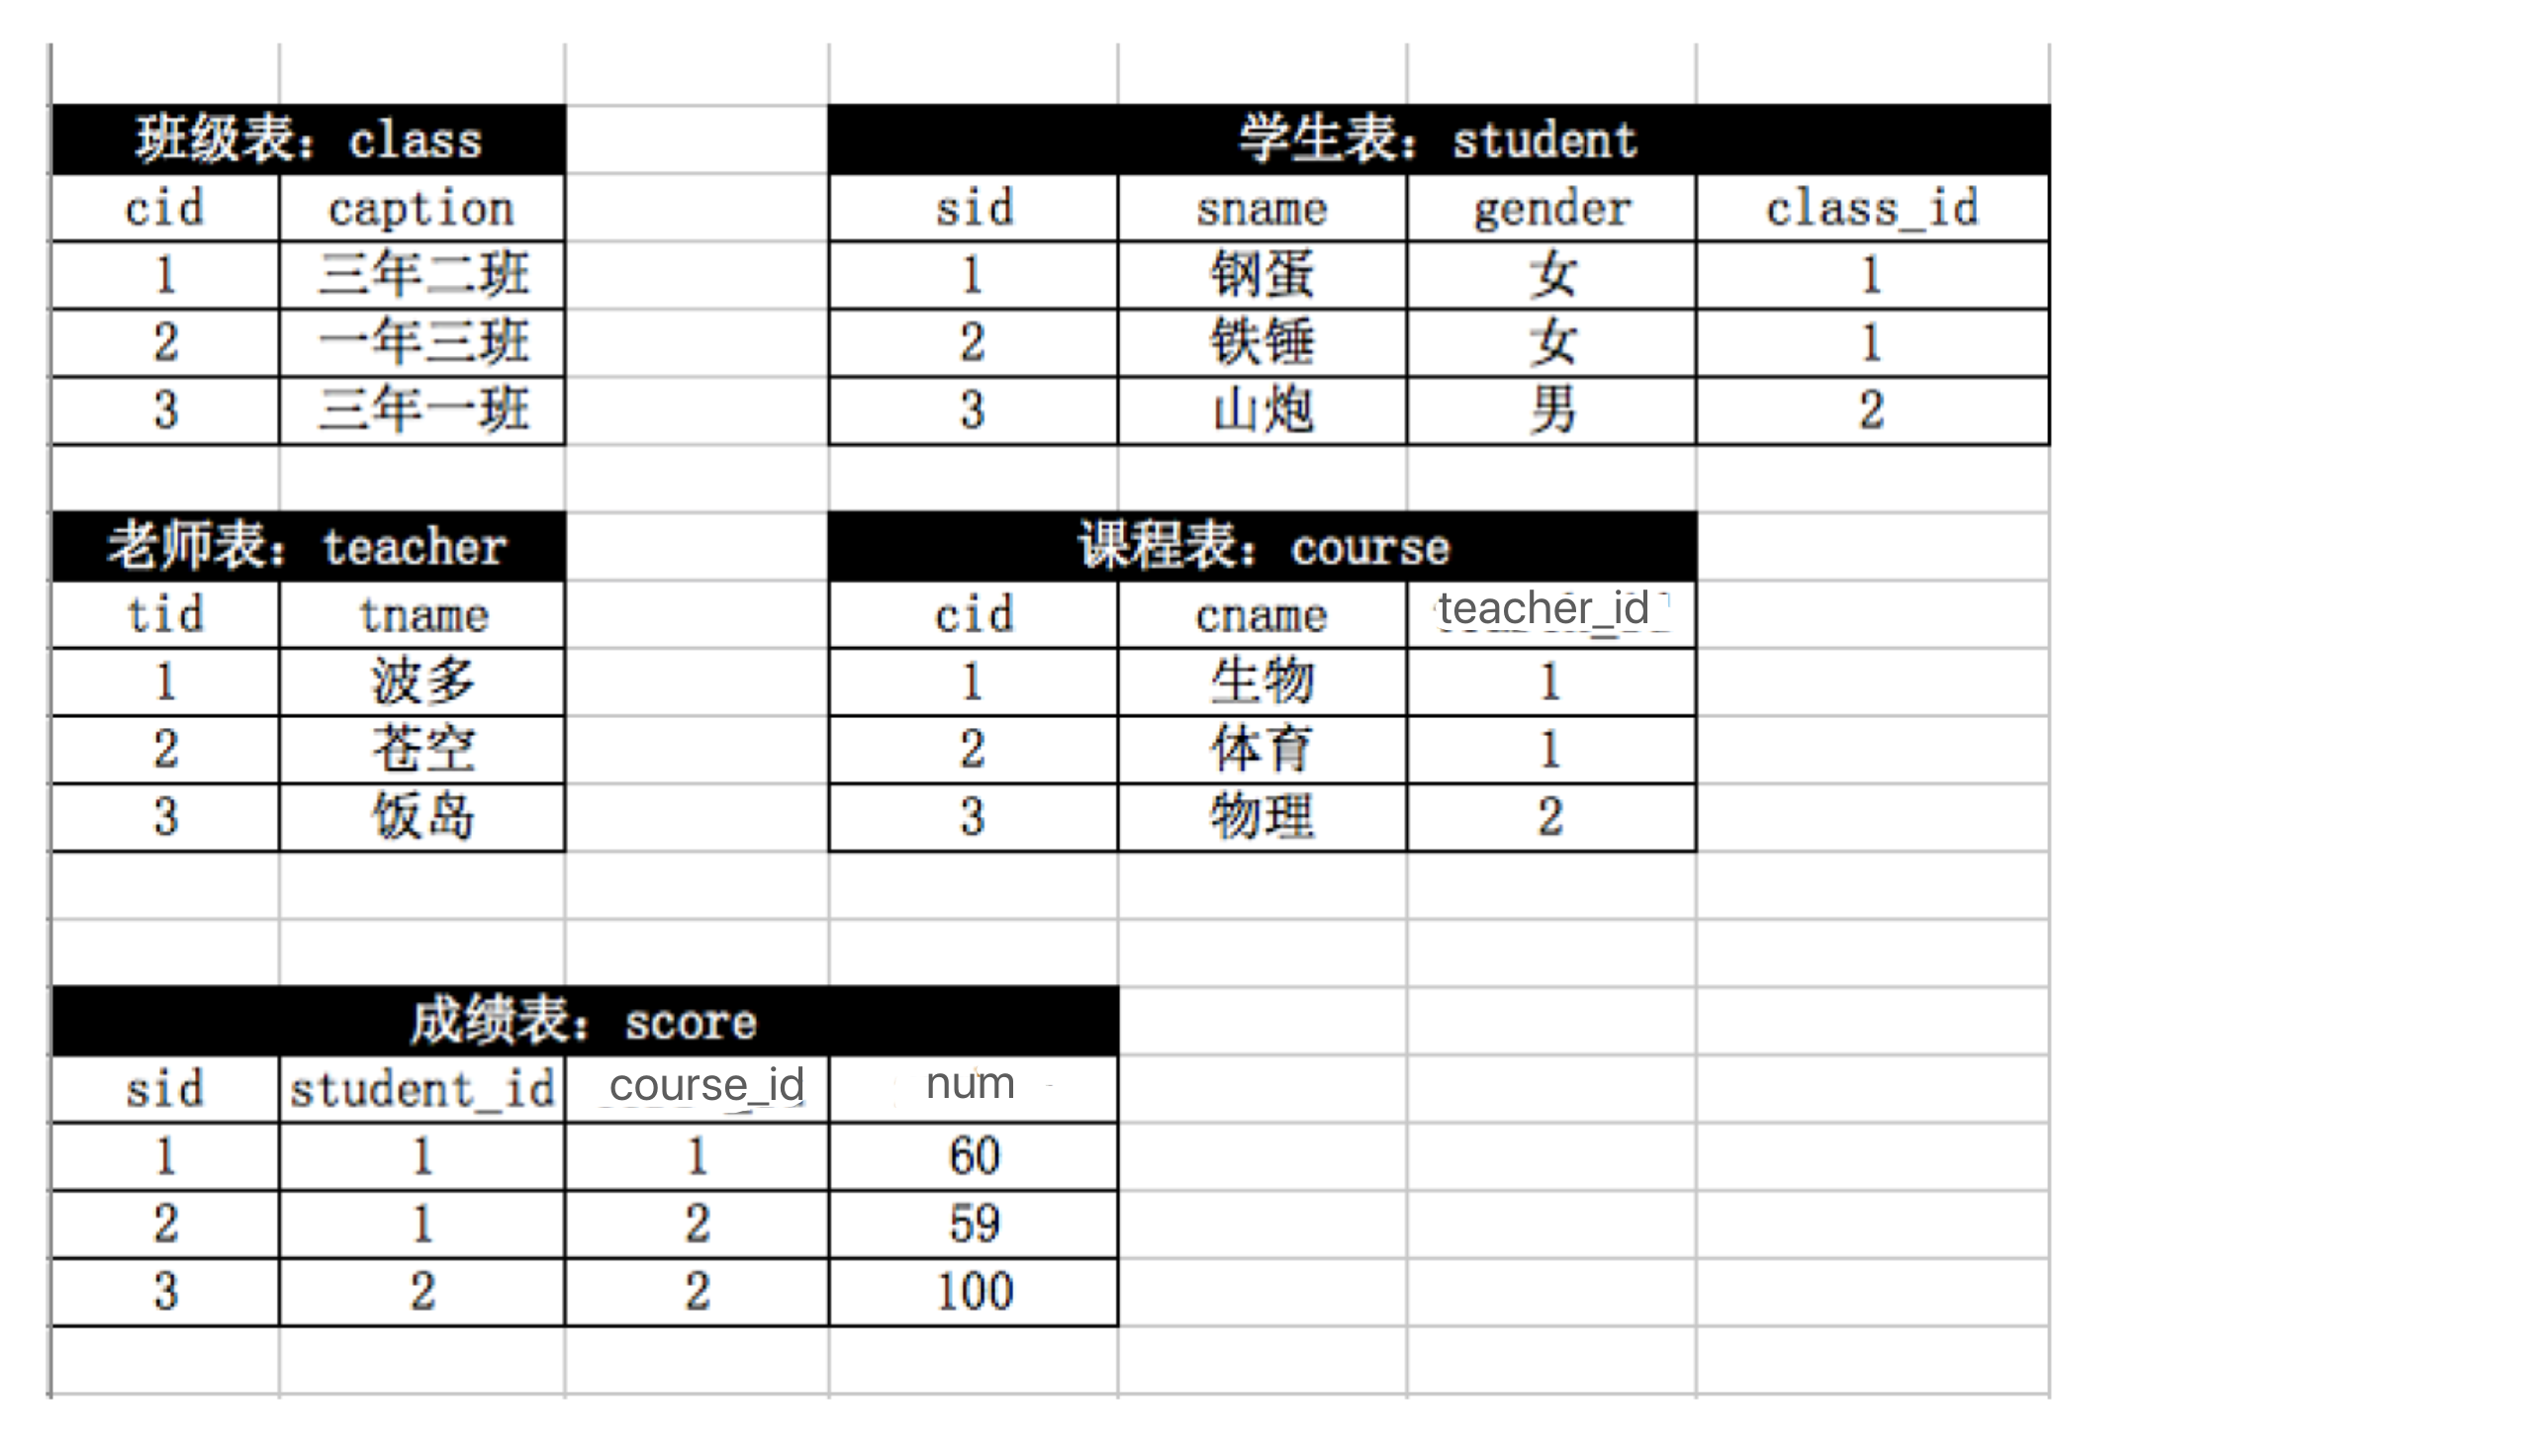 班级表：class
cid caption
1 三年二班
2 一年三班
3 三年一班
学生表：student
sid sname gender class_id
1 钢蛋 女 1
2 铁锤 女 1
3 山炮 男 2
老师表：teacher
tid tname
1 波多
2 苍空
3 饭岛
课程表：course
cid cname teacher_id
1 生物 1
2 体育 1
3 物理 2
成绩表：score
sid student_id course_id num
1 1 1 60
2 1 2 59
3 2 2 100